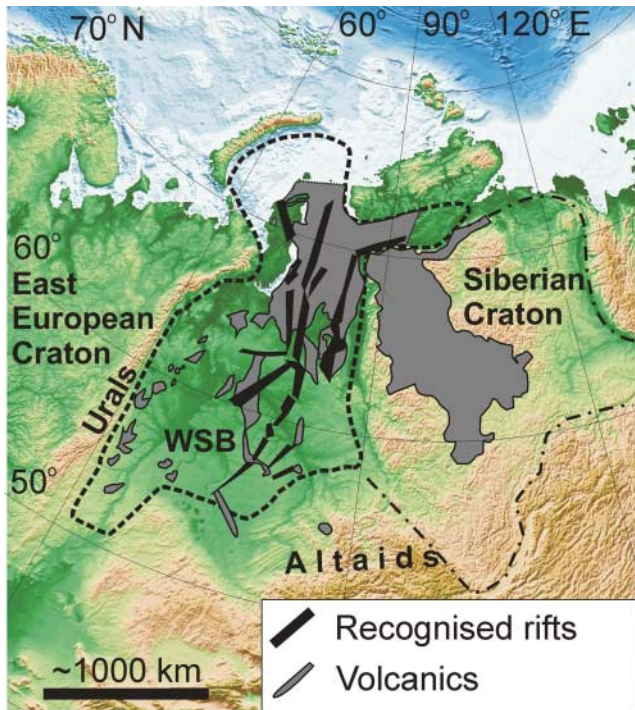 70° N 60° 90° 120° E
60°
East
European
Craton
Siberian
Craton
Urals
WSB
50°
Altaids
Recognised rifts
~1000 km
Volcanics